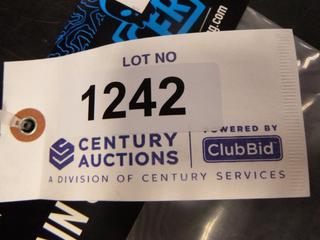 LOT NO
1242
CENTURY
AUCTIONS
POWERED BY
ClubBid
A DIVISION OF CENTURY SERVICES